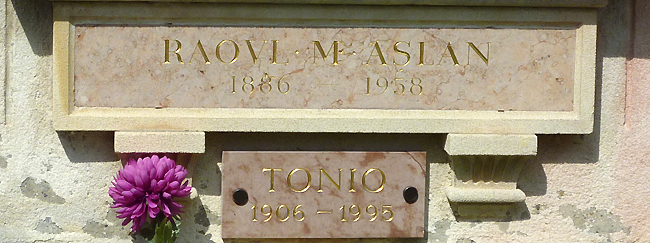 RAOVL · M · ASLAN
1886 — 1958
TONIO
1906 — 1995